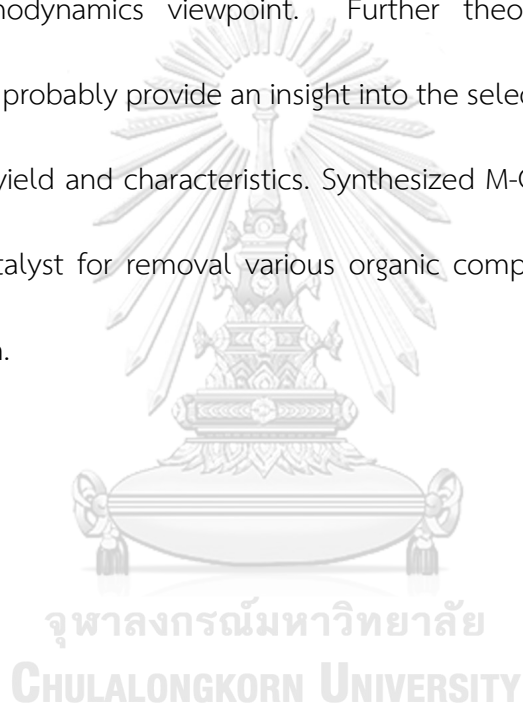 nodynamics viewpoint. Further theo
probably provide an insight into the selec
yield and characteristics. Synthesized M-
talyst for removal various organic comp
.
จุฬาลงกรณ์มหาวิทยาลัย
CHULALONGKORN UNIVERSITY